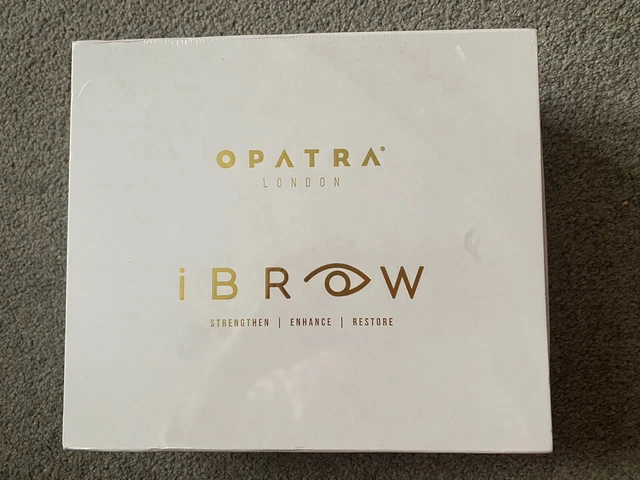 OPATRA®
LONDON
iBROW
STRENGTHEN | ENHANCE | RESTORE